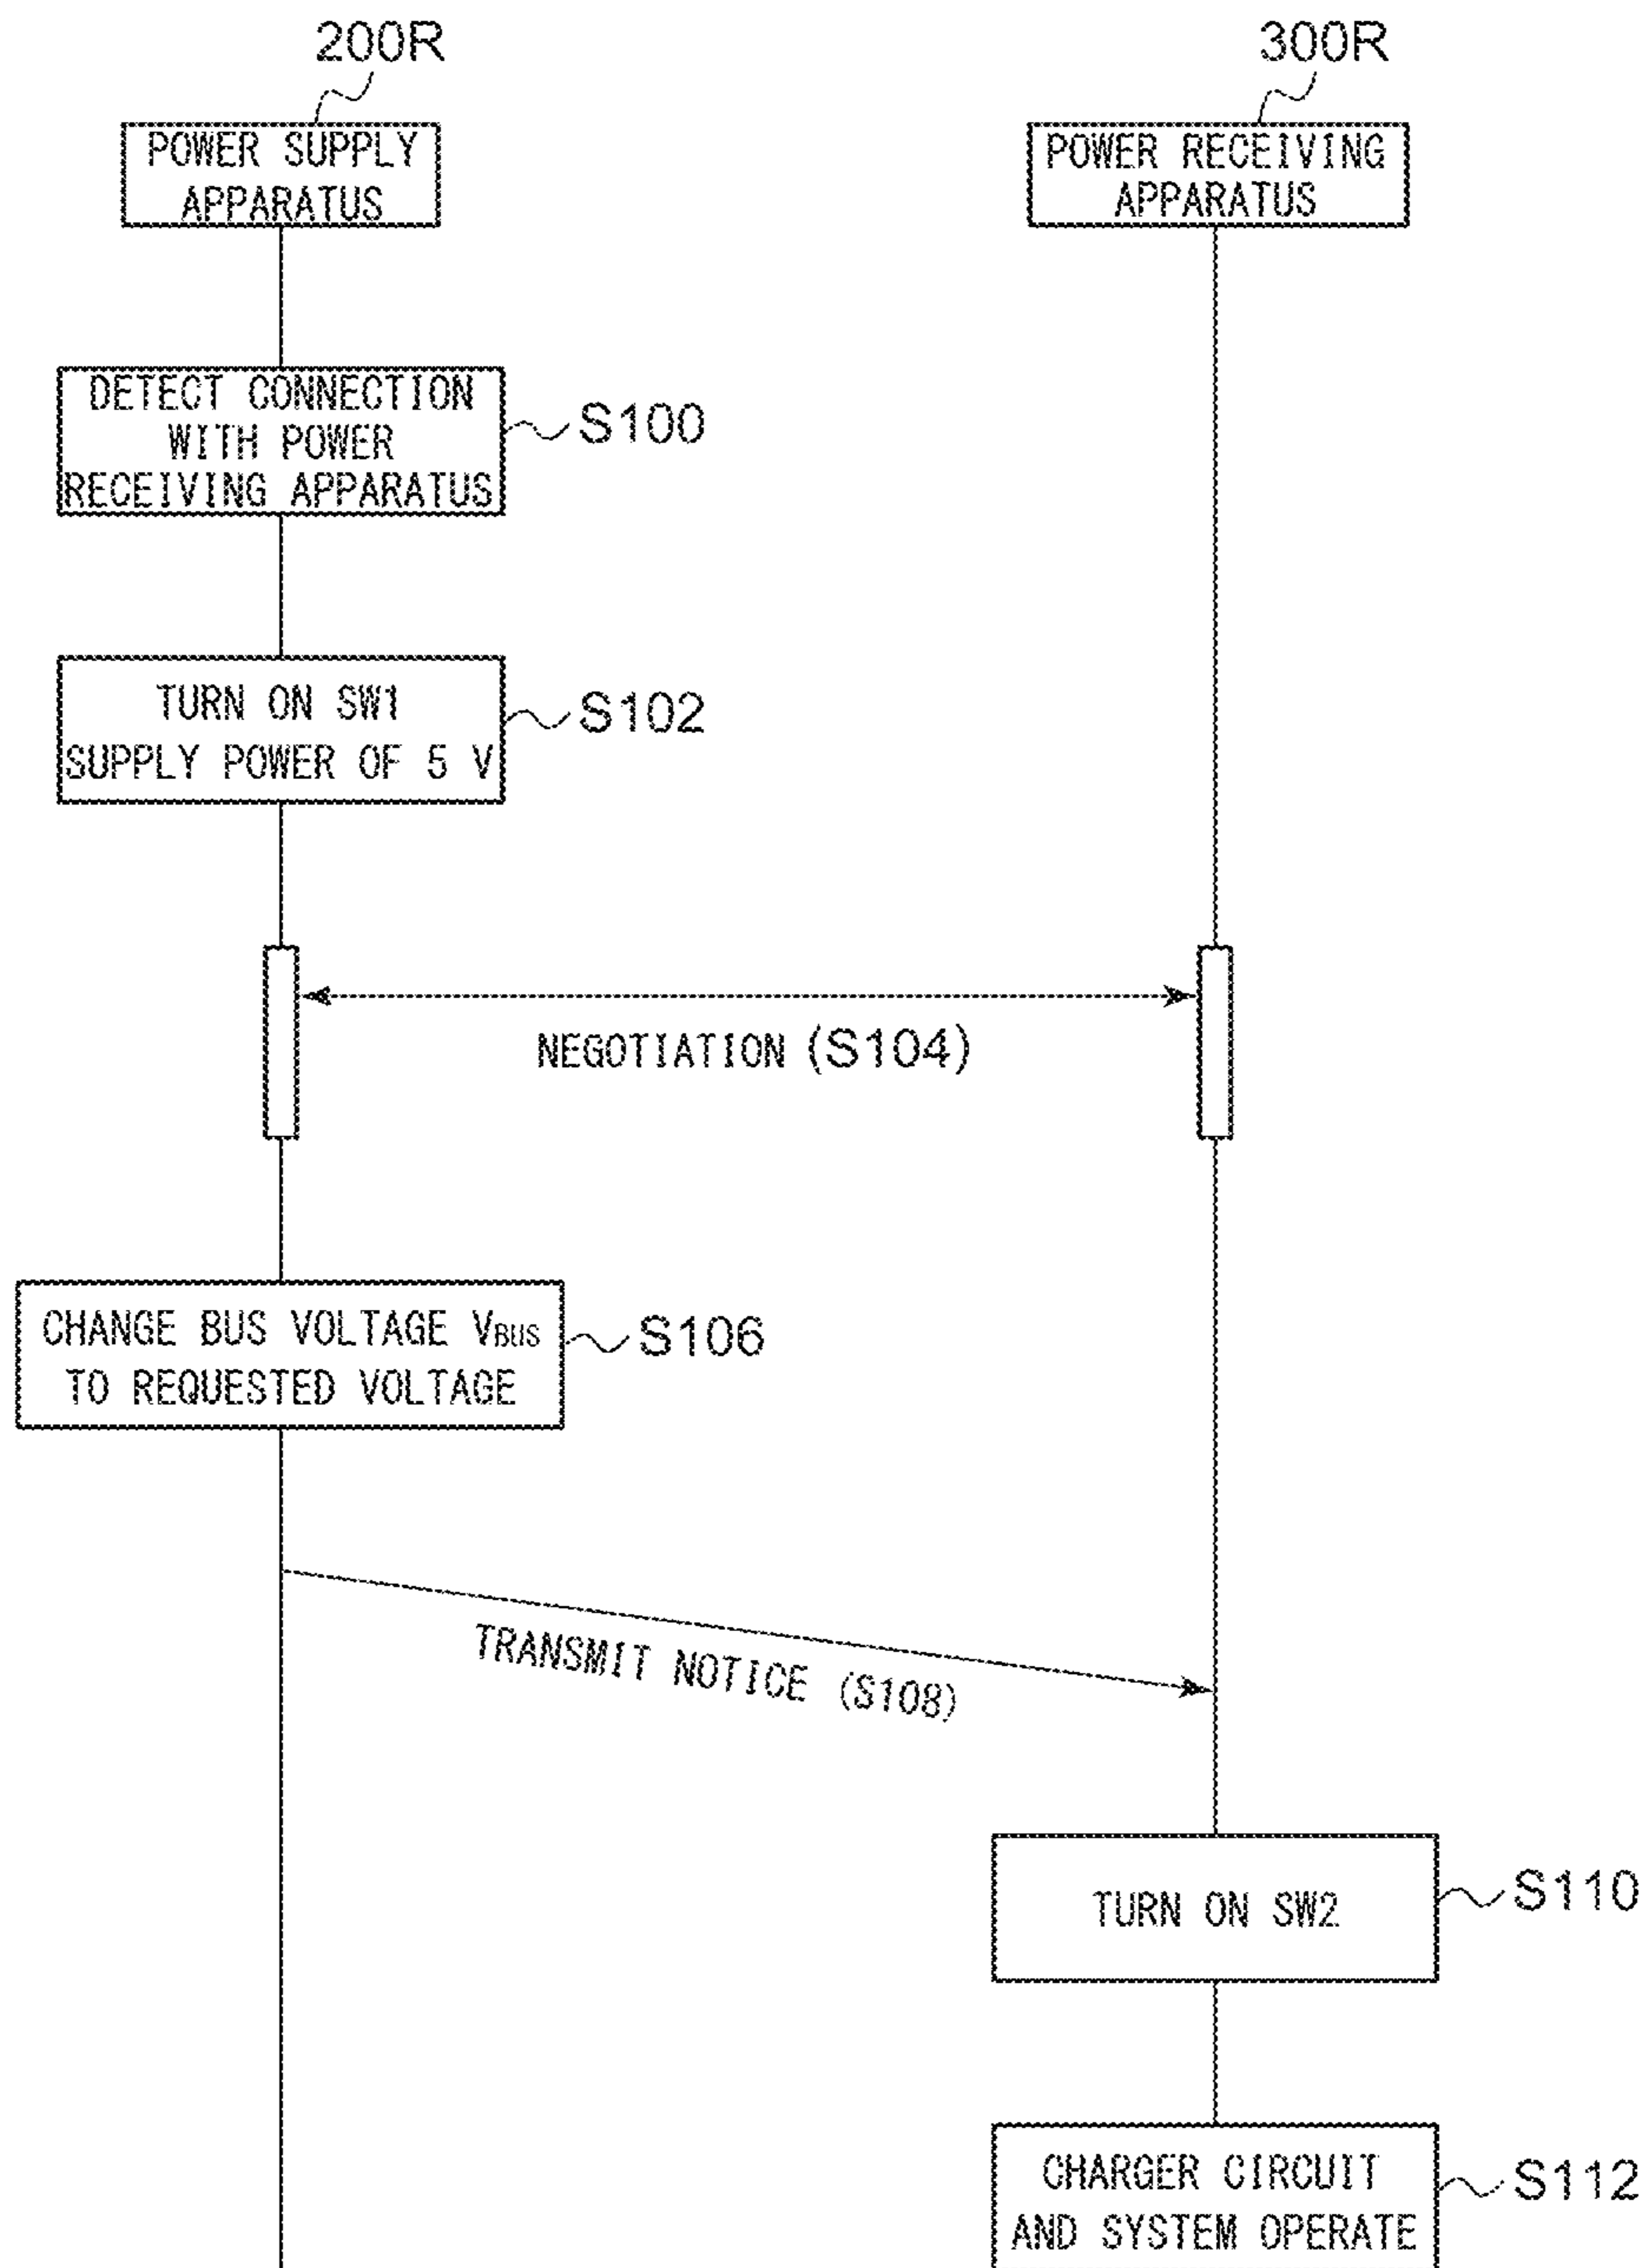 200R
300R
POWER SUPPLY
APPARATUS
POWER RECEIVING
APPARATUS
DETECT CONNECTION
WITH POWER
RECEIVING APPARATUS
S100
TURN ON SW1
SUPPLY POWER OF 5 V
S102
NEGOTIATION (S104)
CHANGE BUS VOLTAGE VBUS
TO REQUESTED VOLTAGE
S106
TRANSMIT NOTICE (S108)
TURN ON SW2
S110
CHARGER CIRCUIT
AND SYSTEM OPERATE
S112